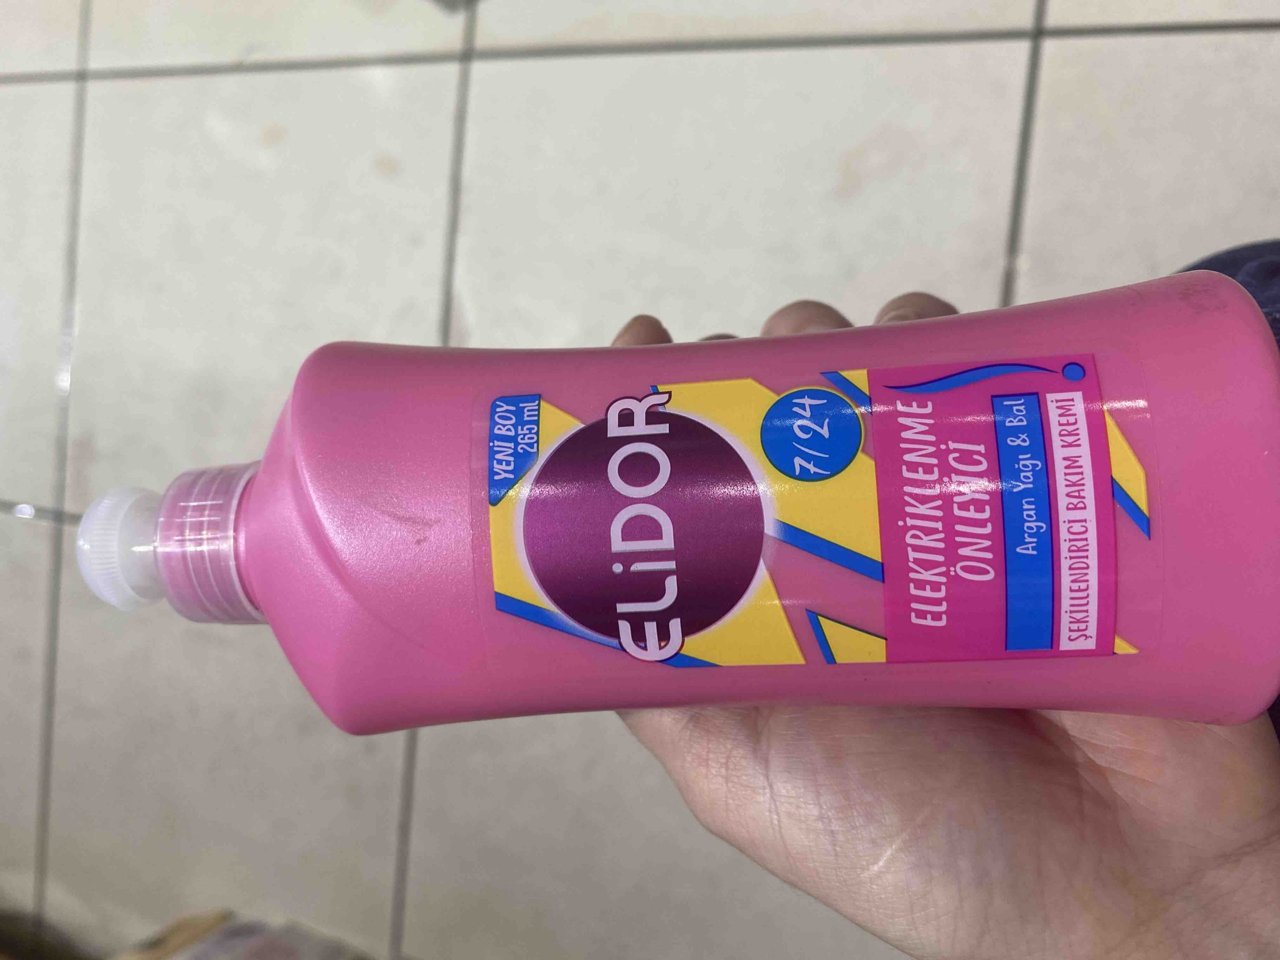 YENİ BOY
265 ml
ELiDOR
7/24
ELEKTRİKLENME
ÖNLEYİCİ
Argan Yağı & Bal
ŞEKİLLENDİRİCİ BAKIM KREMİ